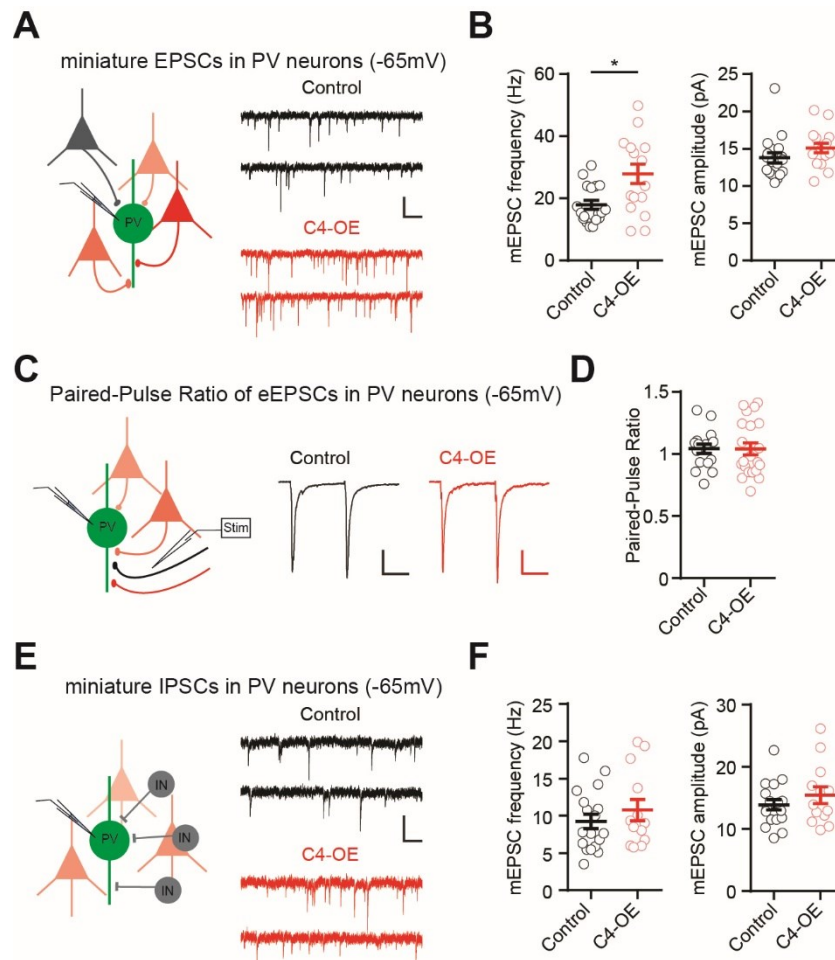 A
miniature EPSCs in PV neurons (-65mV)
Control
PV
C4-OE
B
*
mEPSC frequency (Hz)
60
40
20
0
Control
C4-OE
mEPSC amplitude (pA)
25
20
15
10
5
0
Control
C4-OE
C
Paired-Pulse Ratio of eEPSCs in PV neurons (-65mV)
PV
Stim
Control
C4-OE
D
Paired-Pulse Ratio
1.5
1
0.5
0
Control
C4-OE
E
miniature IPSCs in PV neurons (-65mV)
Control
IN
PV
IN
IN
C4-OE
F
mEPSC frequency (Hz)
25
20
15
10
5
0
Control
C4-OE
mEPSC amplitude (pA)
30
20
10
0
Control
C4-OE